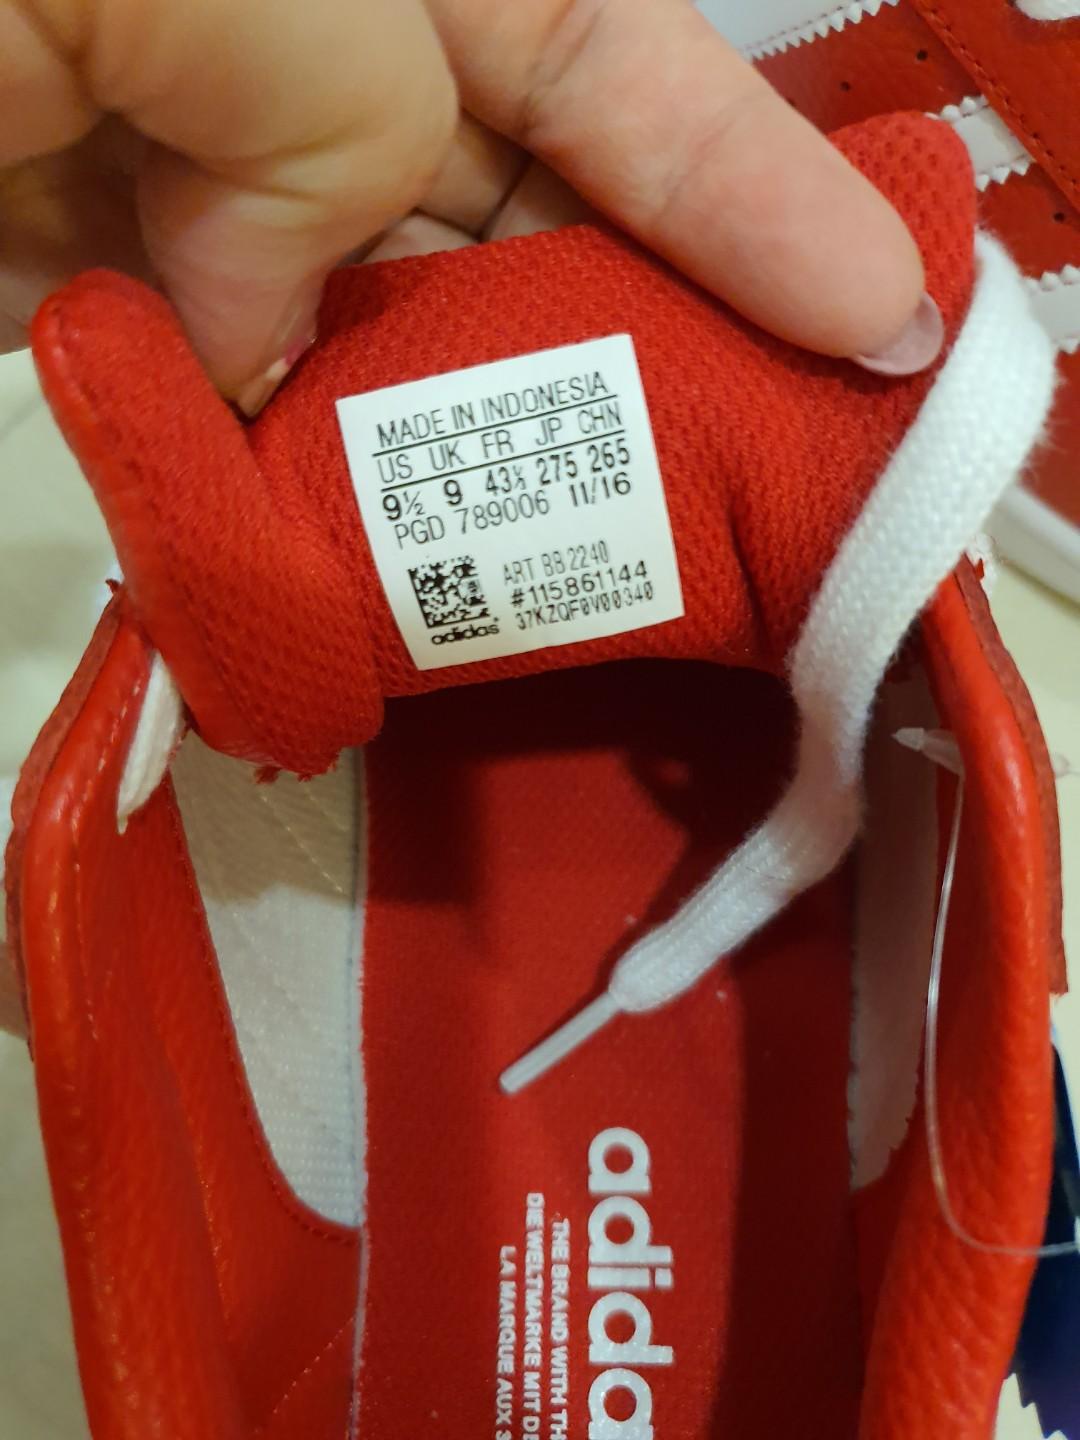 MADE IN INDONESIA
US UK FR JP CHN
9½ 9 43⅓ 275 265
PGD 789006 11/16
ART BB2240
#115861144
37KZQF0V00340
adidas
adidas
THE BRAND WITH TH
DIE WELTMARKE MIT DE
LA MARQUE AUX 3